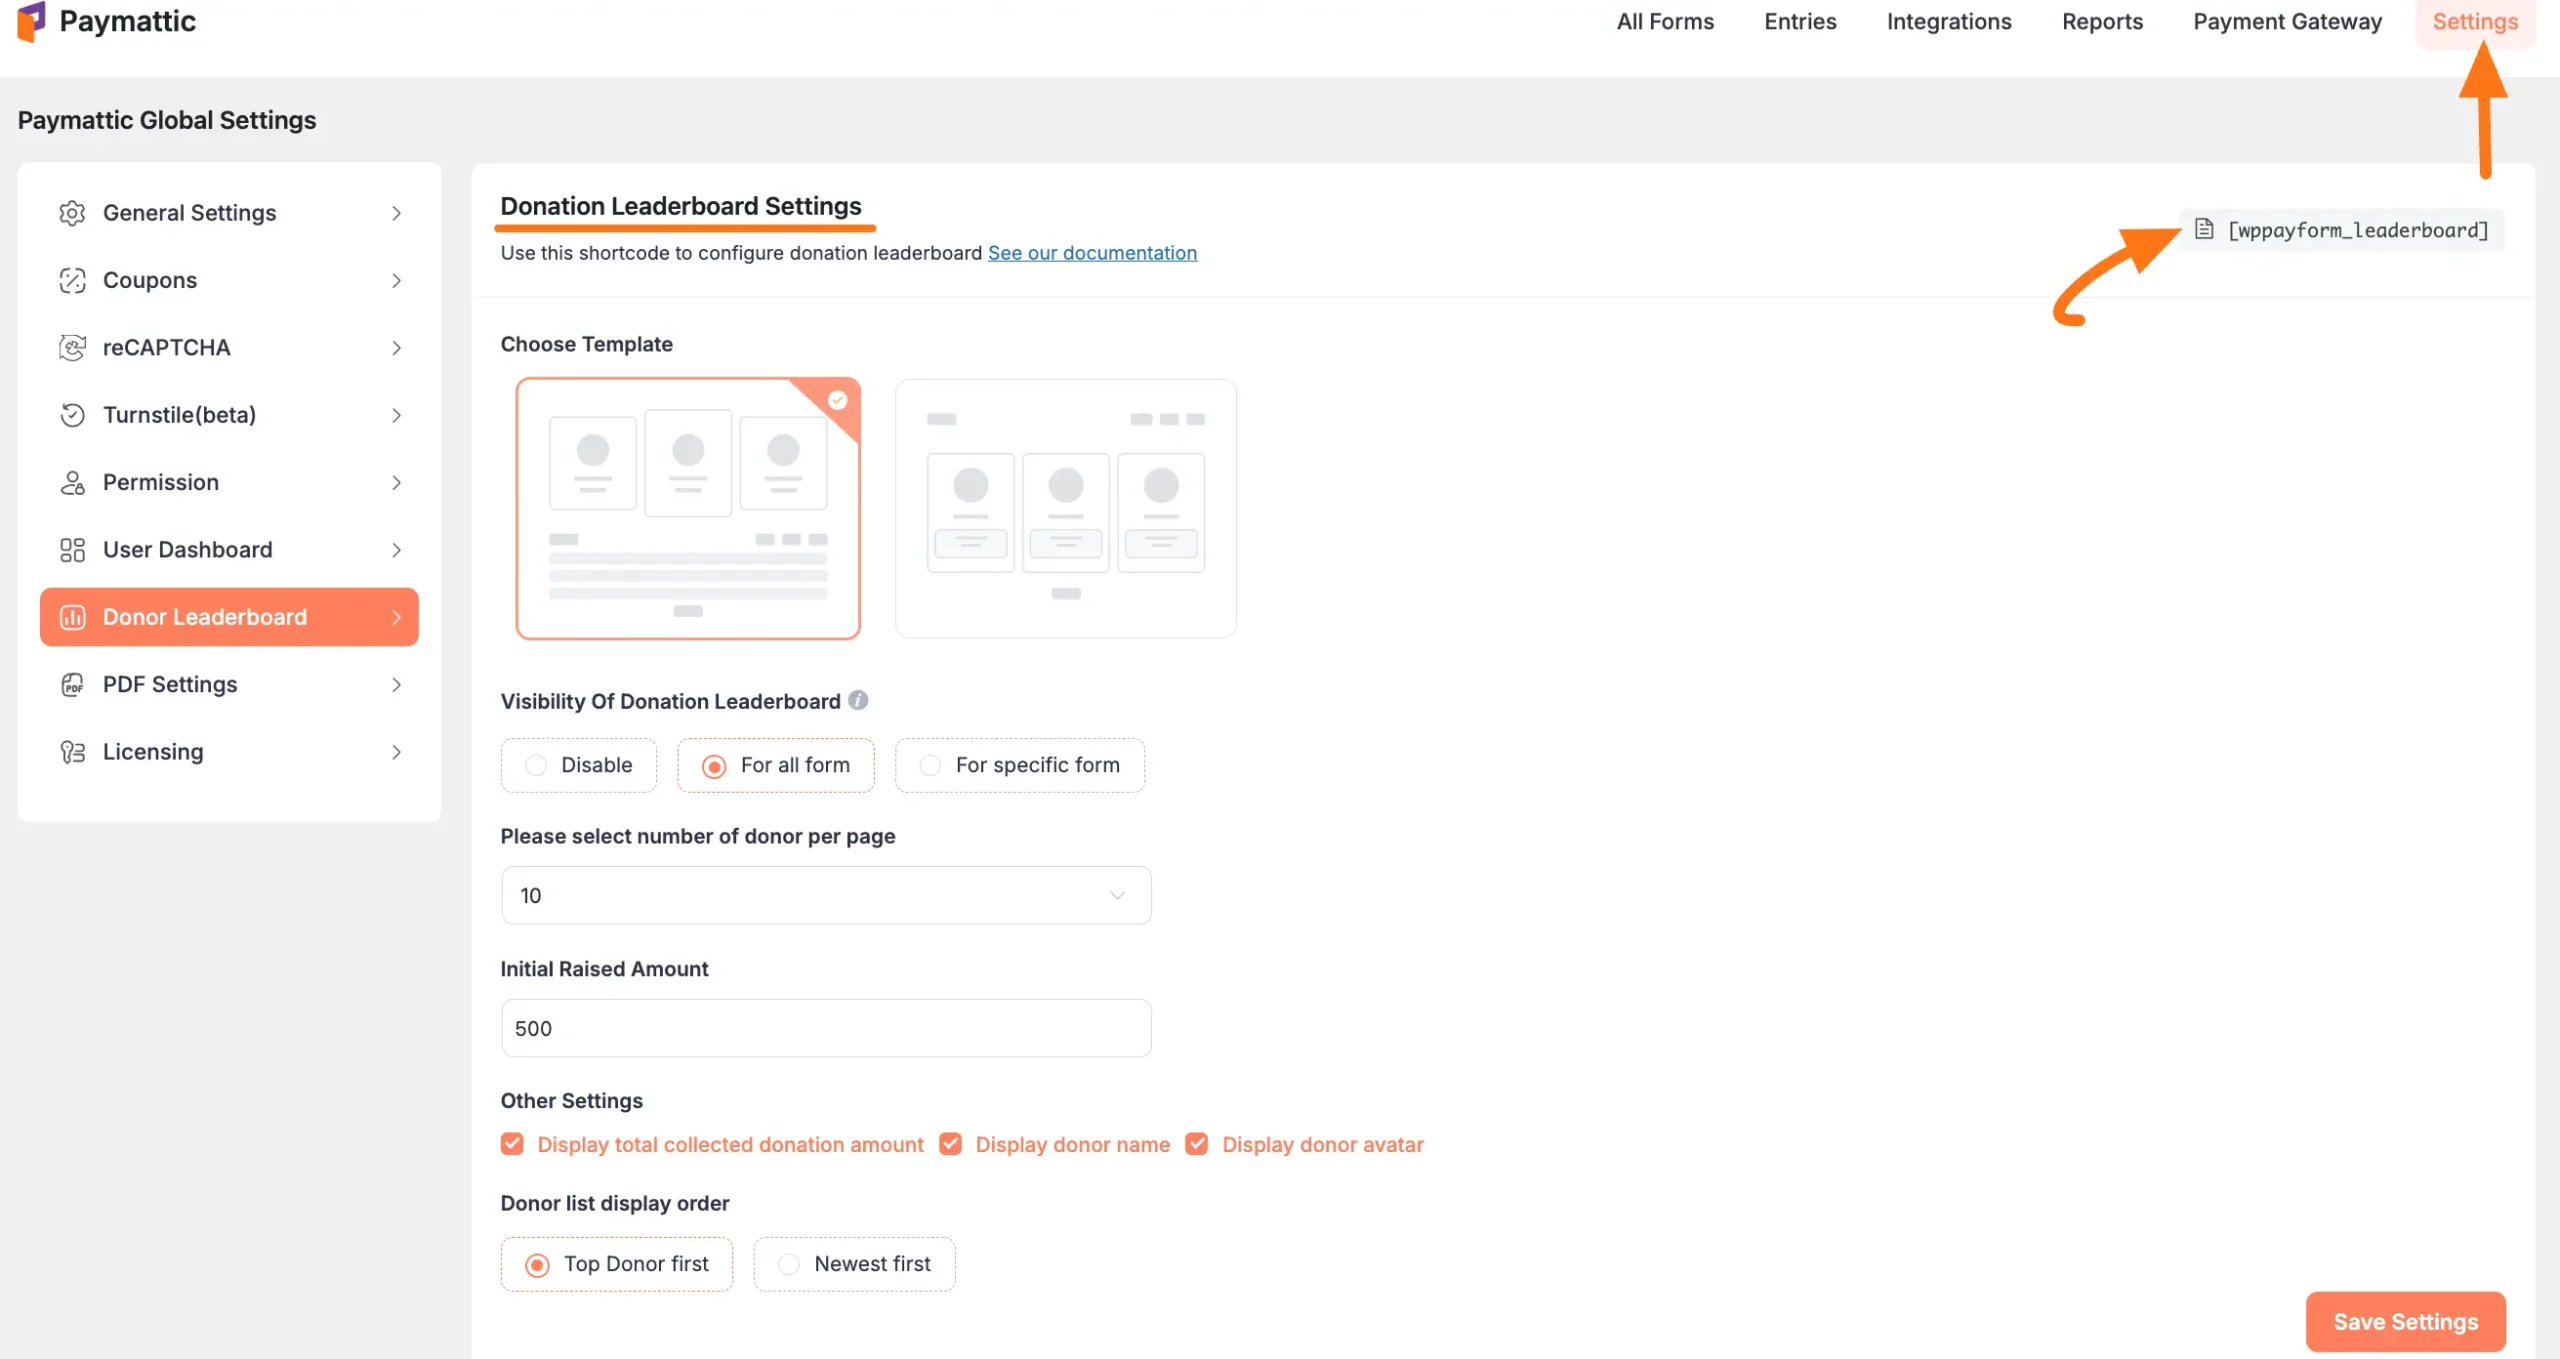 Paymattic
All Forms Entries Integrations Reports Payment Gateway Settings
Paymattic Global Settings
General Settings
Coupons
reCAPTCHA
Turnstile(beta)
Permission
User Dashboard
Donor Leaderboard
PDF Settings
Licensing
Donation Leaderboard Settings
Use this shortcode to configure donation leaderboard See our documentation
[wppayform_leaderboard]
Choose Template
Visibility Of Donation Leaderboard
Disable For all form For specific form
Please select number of donor per page
10
Initial Raised Amount
500
Other Settings
Display total collected donation amount Display donor name Display donor avatar
Donor list display order
Top Donor first Newest first
Save Settings